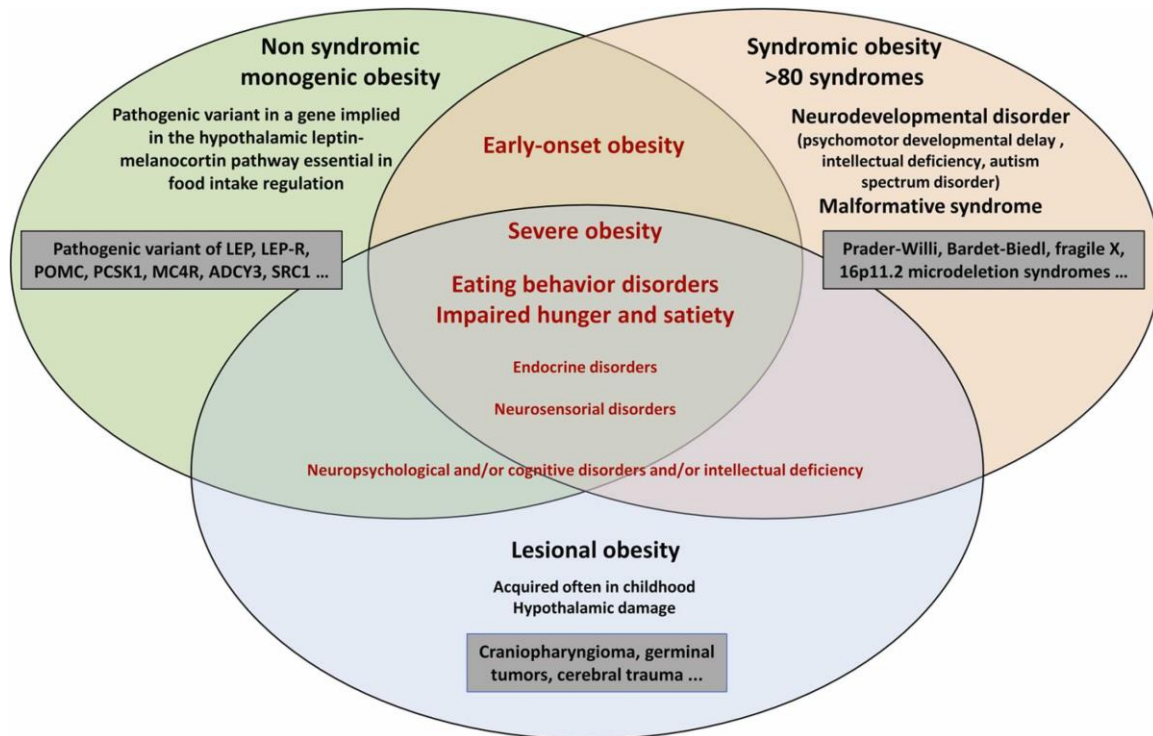 Non syndromic
monogenic obesity
Pathogenic variant in a gene implied
in the hypothalamic leptin-
melanocortin pathway essential in
food intake regulation
Pathogenic variant of LEP, LEP-R,
POMC, PCSK1, MC4R, ADCY3, SRC1 ...
Early-onset obesity
Syndromic obesity
>80 syndromes
Neurodevelopmental disorder
(psychomotor developmental delay ,
intellectual deficiency, autism
spectrum disorder)
Malformative syndrome
Prader-Willi, Bardet-Biedl, fragile X,
16p11.2 microdeletion syndromes ...
Severe obesity
Eating behavior disorders
Impaired hunger and satiety
Endocrine disorders
Neurosensorial disorders
Neuropsychological and/or cognitive disorders and/or intellectual deficiency
Lesional obesity
Acquired often in childhood
Hypothalamic damage
Craniopharyngioma, germinal
tumors, cerebral trauma ...